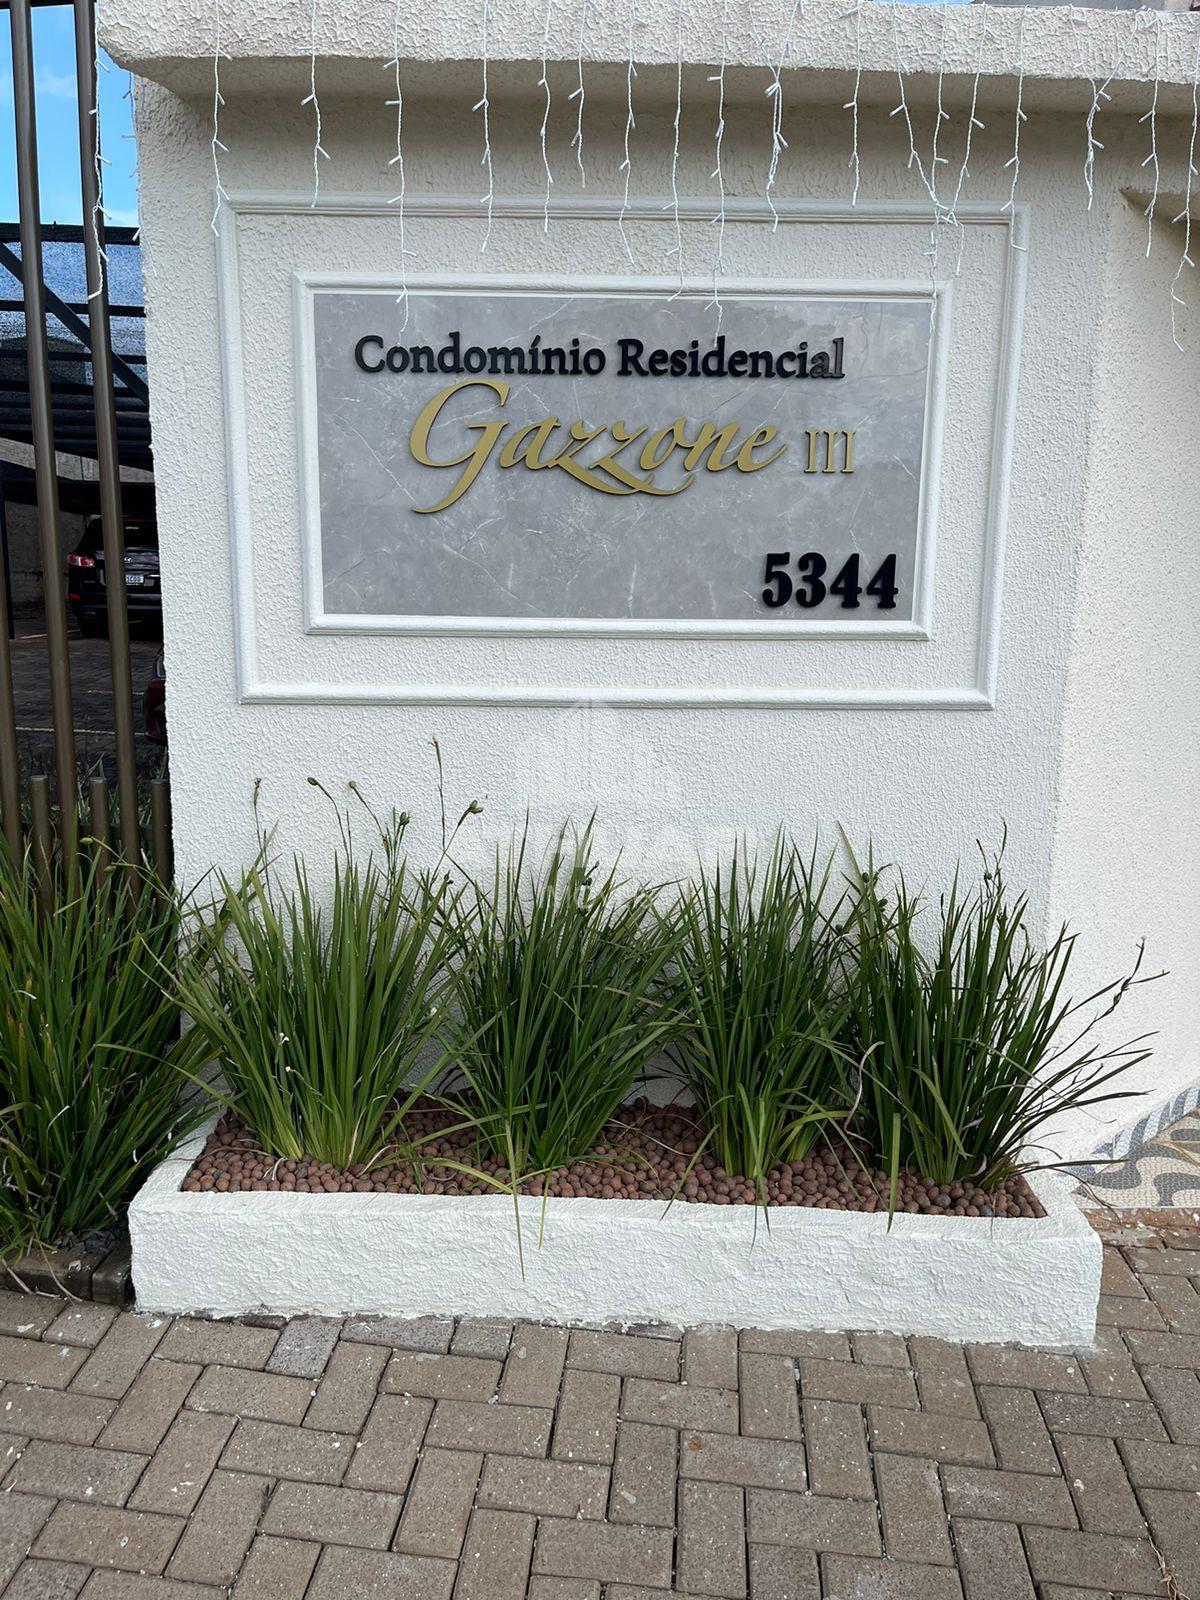 Condomínio Residencial
Gazzone III
5344